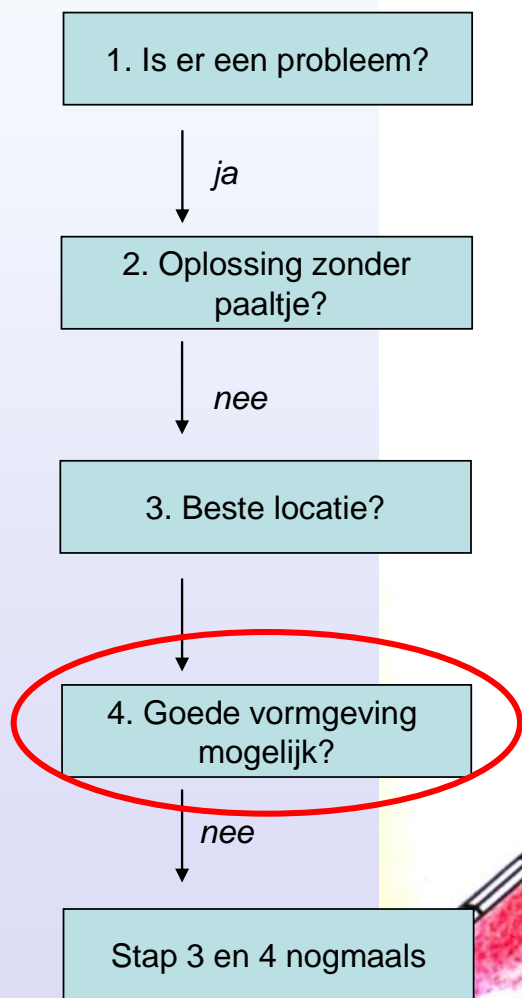 1. Is er een probleem?
ja
2. Oplossing zonder
paaltje?
nee
3. Beste locatie?
4. Goede vormgeving
mogelijk?
nee
Stap 3 en 4 nogmaals